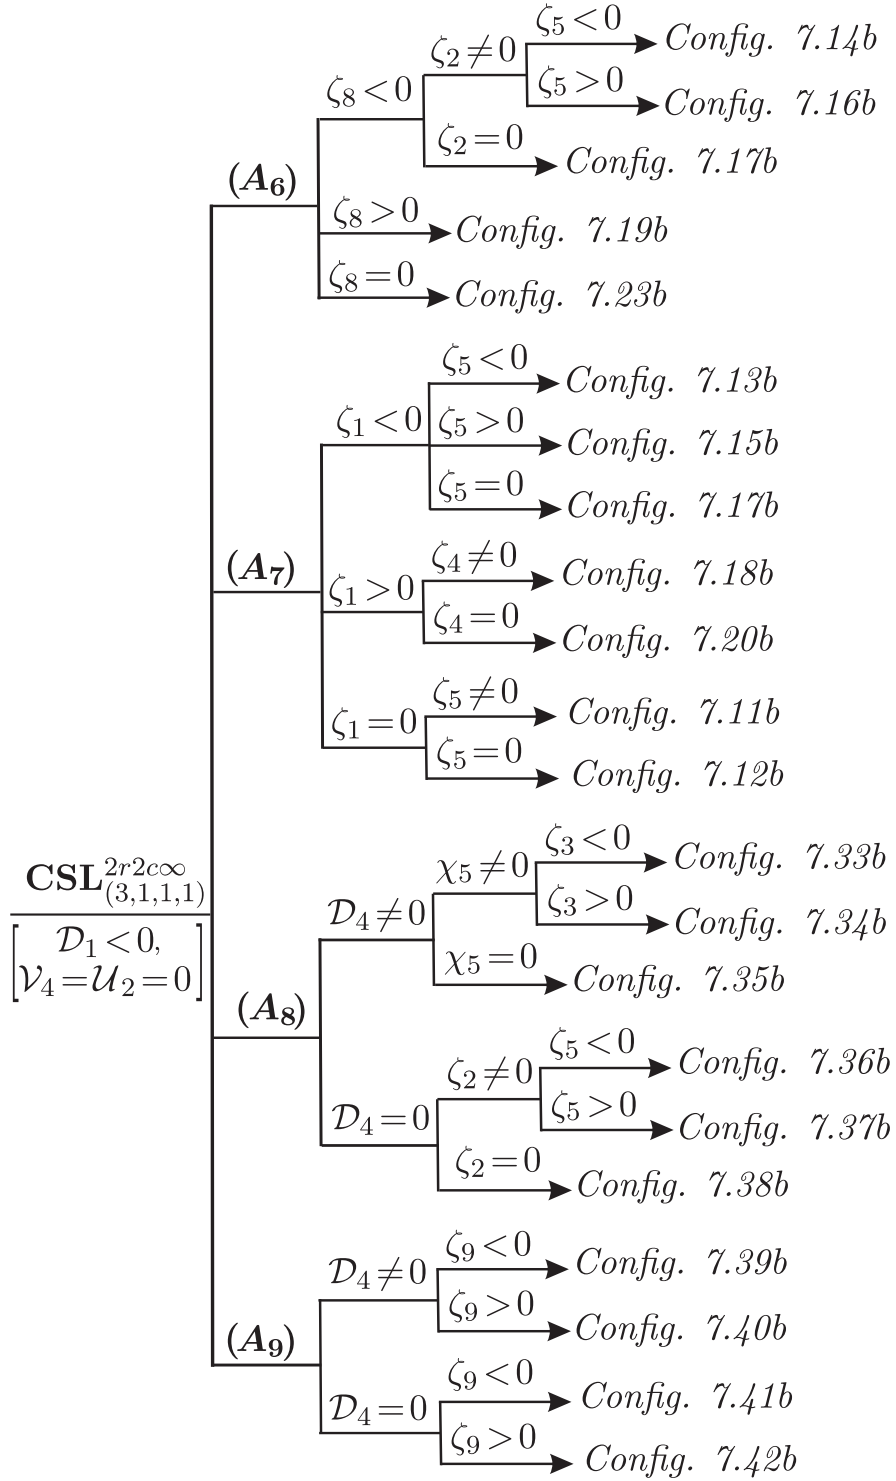 ζ₅<0
Config. 7.14b
ζ₂≠0
ζ₅>0
Config. 7.16b
ζ₈<0
ζ₂=0
Config. 7.17b
(A₆)
ζ₈>0
Config. 7.19b
ζ₈=0
Config. 7.23b
ζ₅<0
Config. 7.13b
ζ₁<0
ζ₅>0
Config. 7.15b
ζ₅=0
Config. 7.17b
(A₇)
ζ₄≠0
Config. 7.18b
ζ₁>0
ζ₄=0
Config. 7.20b
ζ₅≠0
Config. 7.11b
ζ₁=0
ζ₅=0
Config. 7.12b
CSL^{2r2c∞}_{(3,1,1,1)}
[𝒟₁<0,
𝒱₄=𝒰₂=0]
ζ₃<0
Config. 7.33b
χ₅≠0
ζ₃>0
Config. 7.34b
𝒟₄≠0
χ₅=0
Config. 7.35b
(A₈)
ζ₅<0
Config. 7.36b
ζ₂≠0
ζ₅>0
Config. 7.37b
𝒟₄=0
ζ₂=0
Config. 7.38b
ζ₉<0
Config. 7.39b
𝒟₄≠0
ζ₉>0
Config. 7.40b
(A₉)
ζ₉<0
Config. 7.41b
𝒟₄=0
ζ₉>0
Config. 7.42b